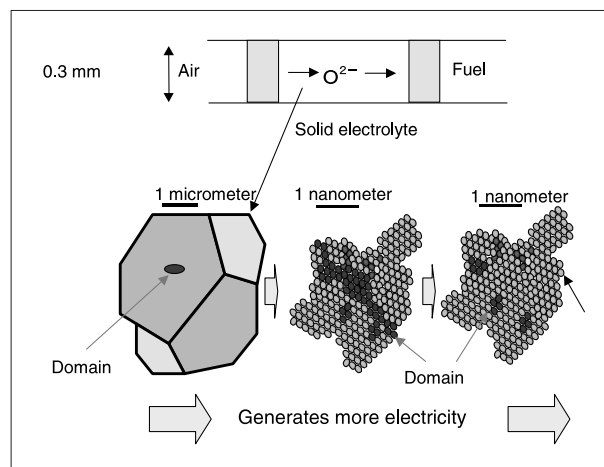 0.3 mm
Air
O²⁻
Fuel
Solid electrolyte
1 micrometer
1 nanometer
1 nanometer
Domain
Domain
Generates more electricity